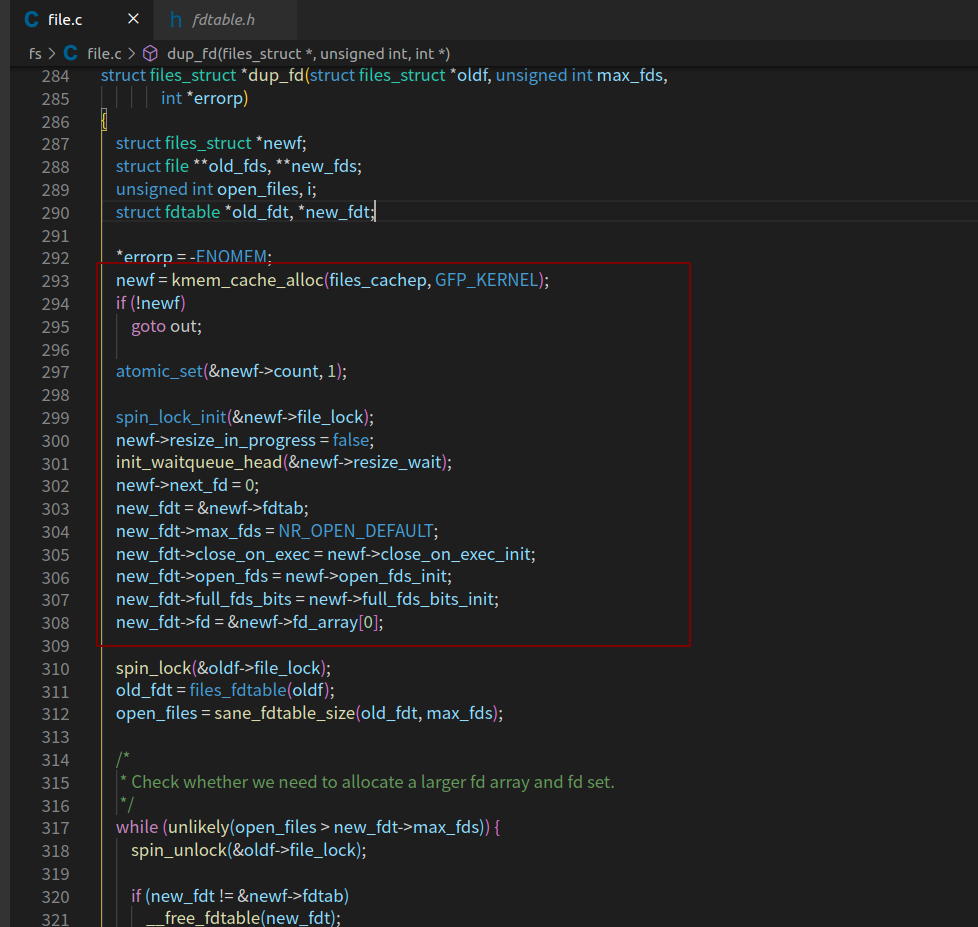 file.c × fdtable.h
fs > file.c > dup_fd(files_struct *, unsigned int, int *)
284 struct files_struct *dup_fd(struct files_struct *oldf, unsigned int max_fds,
285 int *errorp)
286 {
287 struct files_struct *newf;
288 struct file **old_fds, **new_fds;
289 unsigned int open_files, i;
290 struct fdtable *old_fdt, *new_fdt;
291
292 *errorp = -ENOMEM;
293 newf = kmem_cache_alloc(files_cachep, GFP_KERNEL);
294 if (!newf)
295 goto out;
296
297 atomic_set(&newf->count, 1);
298
299 spin_lock_init(&newf->file_lock);
300 newf->resize_in_progress = false;
301 init_waitqueue_head(&newf->resize_wait);
302 newf->next_fd = 0;
303 new_fdt = &newf->fdtab;
304 new_fdt->max_fds = NR_OPEN_DEFAULT;
305 new_fdt->close_on_exec = newf->close_on_exec_init;
306 new_fdt->open_fds = newf->open_fds_init;
307 new_fdt->full_fds_bits = newf->full_fds_bits_init;
308 new_fdt->fd = &newf->fd_array[0];
309
310 spin_lock(&oldf->file_lock);
311 old_fdt = files_fdtable(oldf);
312 open_files = sane_fdtable_size(old_fdt, max_fds);
313
314 /*
315 * Check whether we need to allocate a larger fd array and fd set.
316 */
317 while (unlikely(open_files > new_fdt->max_fds)) {
318 spin_unlock(&oldf->file_lock);
319
320 if (new_fdt != &newf->fdtab)
321 __free_fdtable(new_fdt);